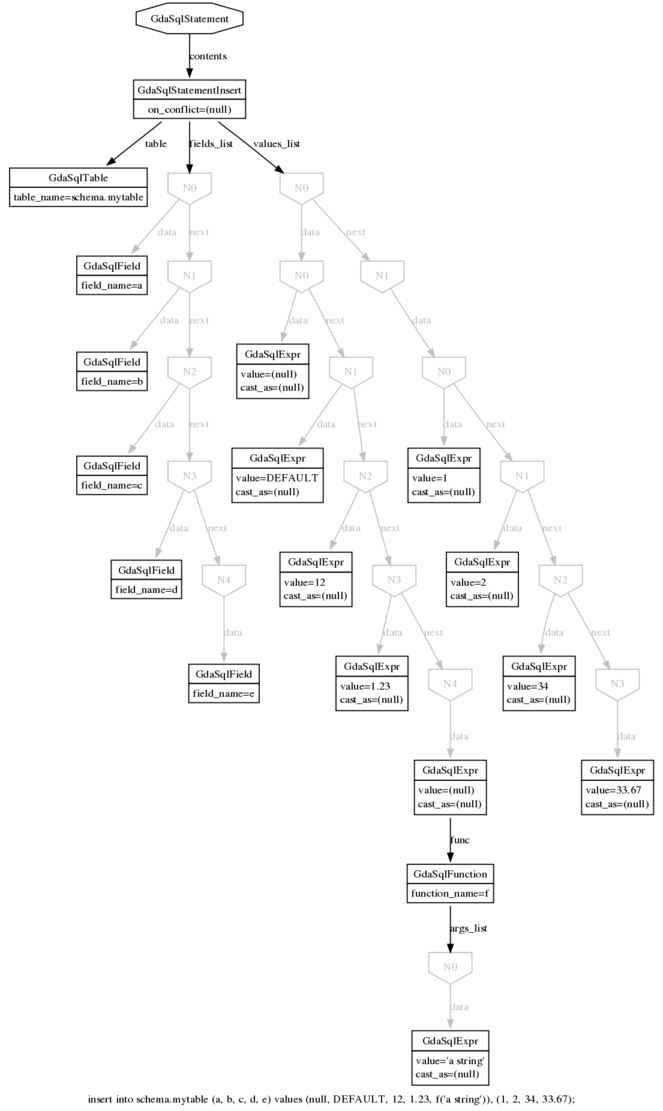 GdaSqlStatement
contents
GdaSqlStatementInsert
on_conflict=(null)
table
fields_list
values_list
GdaSqlTable
table_name=schema.mytable
N0
N0
data
next
data
next
GdaSqlField
field_name=a
N1
N0
N1
data
next
data
next
data
GdaSqlField
field_name=b
N2
GdaSqlExpr
value=(null)
cast_as=(null)
N1
N0
data
next
data
next
data
next
GdaSqlField
field_name=c
N3
GdaSqlExpr
value=DEFAULT
cast_as=(null)
N2
GdaSqlExpr
value=1
cast_as=(null)
N1
data
next
data
next
data
next
GdaSqlField
field_name=d
N4
GdaSqlExpr
value=12
cast_as=(null)
N3
GdaSqlExpr
value=2
cast_as=(null)
N2
data
data
next
data
next
GdaSqlField
field_name=e
GdaSqlExpr
value=1.23
cast_as=(null)
N4
GdaSqlExpr
value=34
cast_as=(null)
N3
data
data
GdaSqlExpr
value=(null)
cast_as=(null)
GdaSqlExpr
value=33.67
cast_as=(null)
func
GdaSqlFunction
function_name=f
args_list
N0
data
GdaSqlExpr
value='a string'
cast_as=(null)
insert into schema.mytable (a, b, c, d, e) values (null, DEFAULT, 12, 1.23, f('a string')), (1, 2, 34, 33.67);